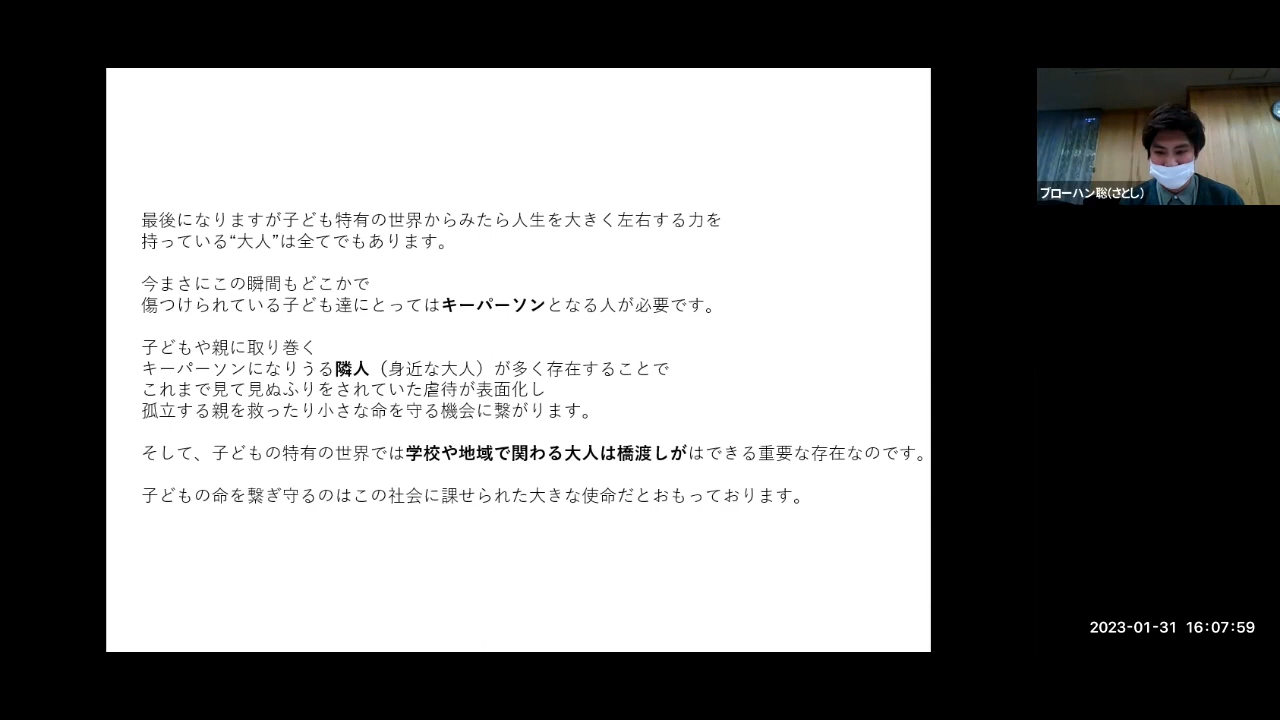 最後になりますが子ども特有の世界からみたら人生を大きく左右する力を
持っている“大人”は全てでもあります。
今まさにこの瞬間もどこかで
傷つけられている子ども達にとってはキーパーソンとなる人が必要です。
子どもや親に取り巻く
キーパーソンになりうる隣人（身近な大人）が多く存在することで
これまで見て見ぬふりをされていた虐待が表面化し
孤立する親を救ったり小さな命を守る機会に繋がります。
そして、子どもの特有の世界では学校や地域で関わる大人は橋渡しがはできる重要な存在なのです。
子どもの命を繋ぎ守るのはこの社会に課せられた大きな使命だとおもっております。
ブローハン聡(さとし)
2023-01-31 16:07:59